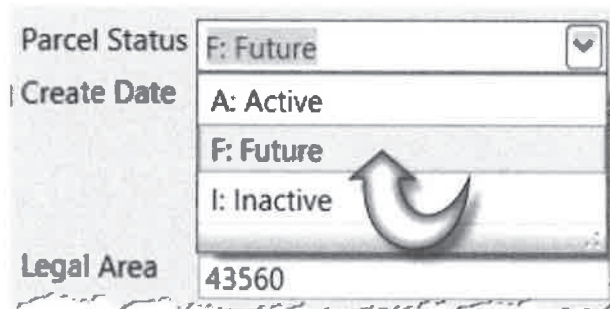 Parcel Status F: Future
Create Date A: Active
F: Future
I: Inactive
Legal Area 43560